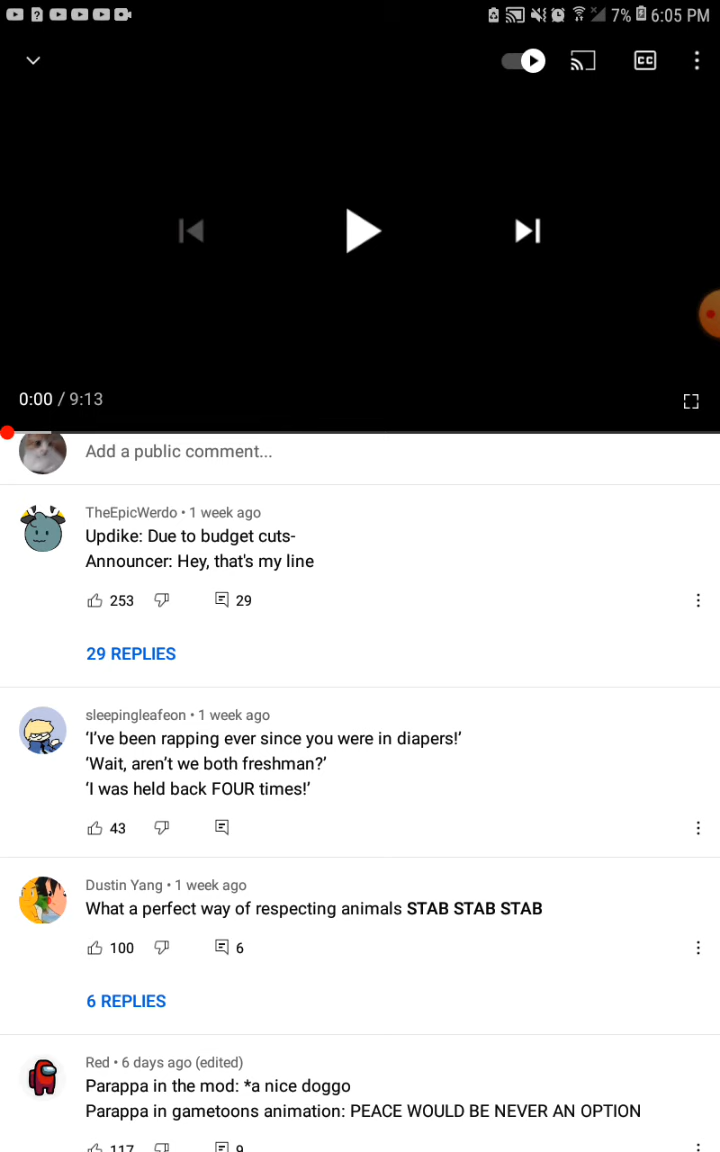 7% 6:05 PM
CC
0:00 / 9:13
Add a public comment...
TheEpicWerdo • 1 week ago
Updike: Due to budget cuts-
Announcer: Hey, that's my line
253 29
29 REPLIES
sleepingleafeon • 1 week ago
‘I’ve been rapping ever since you were in diapers!’
‘Wait, aren’t we both freshman?’
‘I was held back FOUR times!’
43
Dustin Yang • 1 week ago
What a perfect way of respecting animals STAB STAB STAB
100 6
6 REPLIES
Red • 6 days ago (edited)
Parappa in the mod: *a nice doggo
Parappa in gametoons animation: PEACE WOULD BE NEVER AN OPTION
117 9